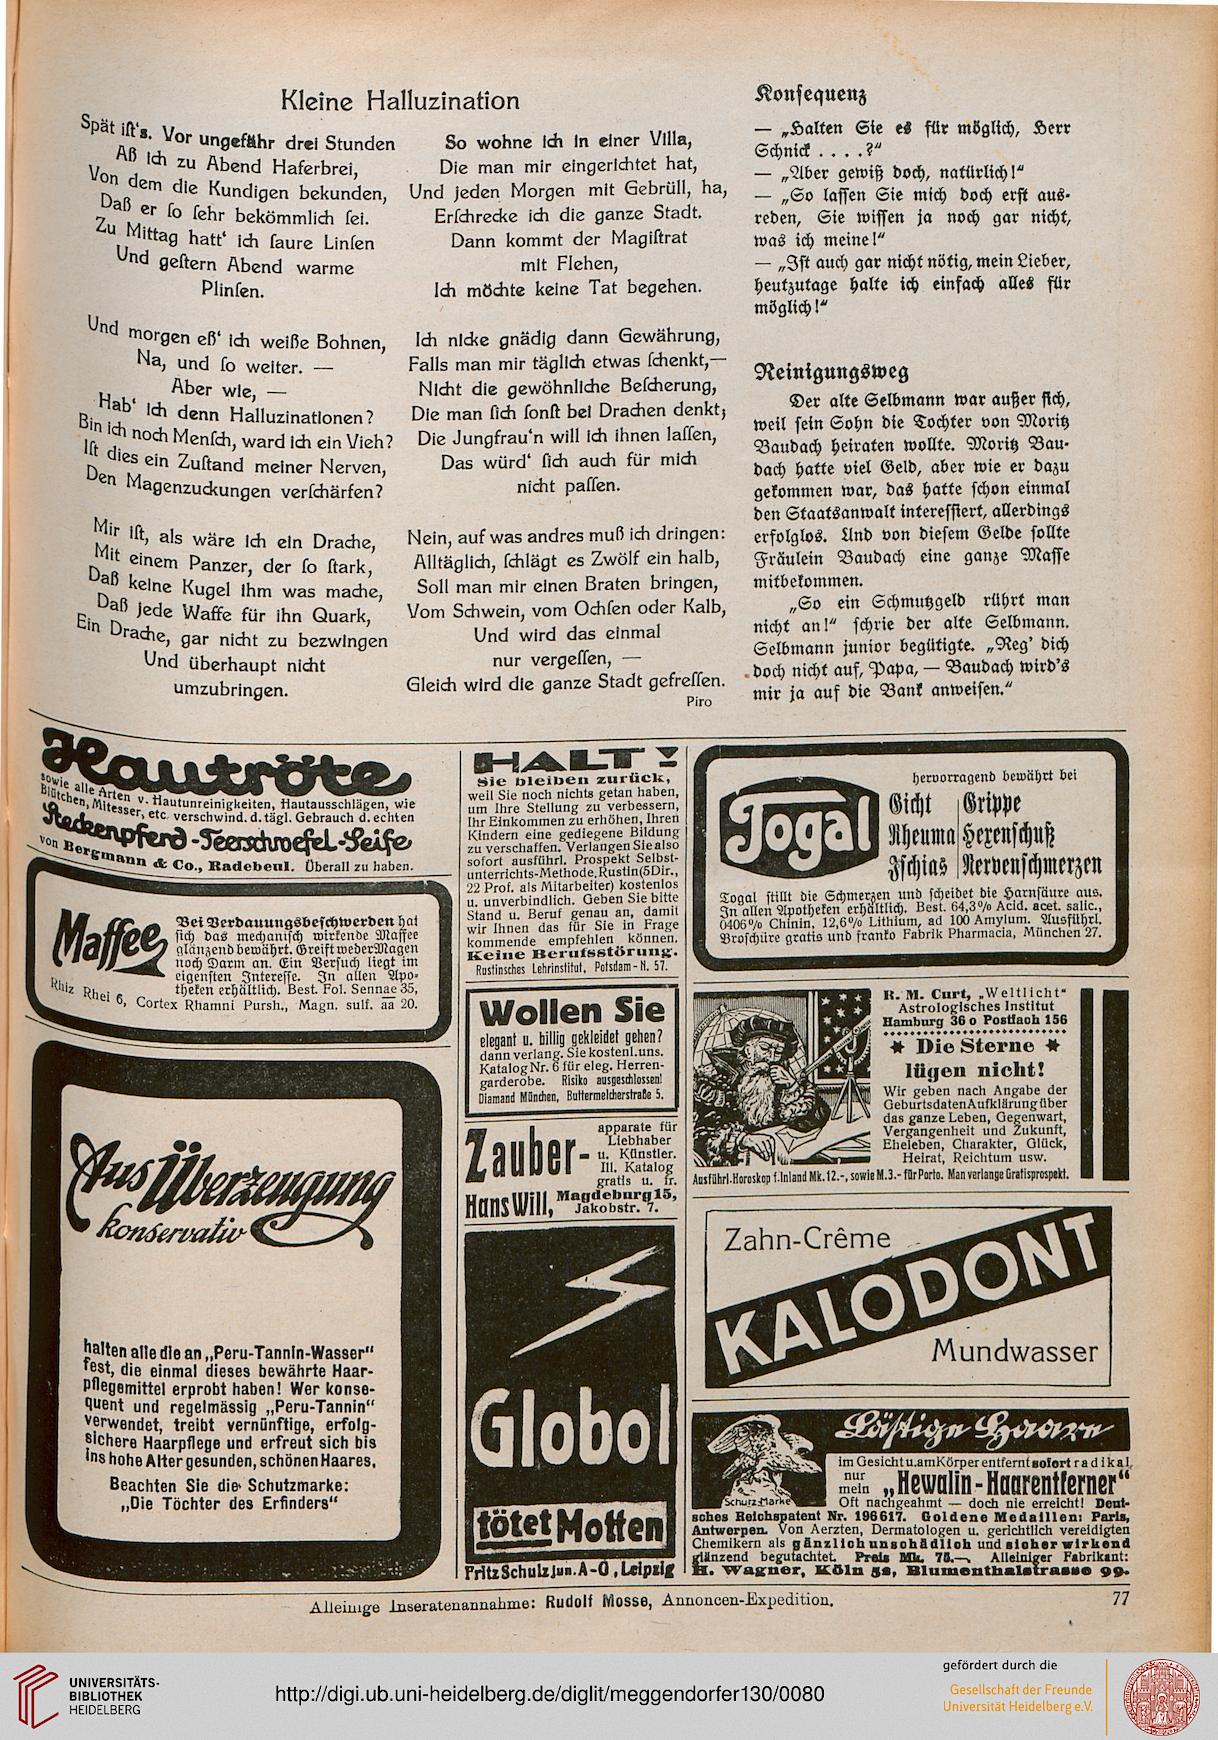 Kleine Halluzination
Spät ist's. Vor ungefähr drei Stunden
Aß ich zu Abend Haferbrei,
Von dem die Kundigen bekunden,
Daß er so sehr bekömmlich sei.
Zu Mittag hatt' ich saure Linsen
Und gestern Abend warme
Plinsen.
Und morgen eß' ich weiße Bohnen,
Na, und so weiter. —
Aber wie, —
Hab' ich denn Halluzinationen?
Bin ich noch Mensch, ward ich ein Vieh?
Ist dies ein Zustand meiner Nerven,
Den Magenzuckungen verschärfen?
Mir ist, als wäre ich ein Drache,
Mit einem Panzer, der so stark,
Daß keine Kugel ihm was mache,
Daß jede Waffe für ihn Quark,
Ein Drache, gar nicht zu bezwingen
Und überhaupt nicht
umzubringen.
So wohne ich in einer Villa,
Die man mir eingerichtet hat,
Und jeden Morgen mit Gebrüll, ha,
Erschrecke ich die ganze Stadt.
Dann kommt der Magistrat
mit Flehen,
Ich möchte keine Tat begehen.
Ich nicke gnädig dann Gewährung,
Falls man mir täglich etwas schenkt,—
Nicht die gewöhnliche Bescherung,
Die man sich sonst bei Drachen denkt;
Die Jungfrau'n will ich ihnen lassen,
Das würd' sich auch für mich
nicht passen.
Nein, auf was andres muß ich dringen:
Alltäglich, schlägt es Zwölf ein halb,
Soll man mir einen Braten bringen,
Vom Schwein, vom Ochsen oder Kalb,
Und wird das einmal
nur vergessen, —
Gleich wird die ganze Stadt gefressen.
Piro
Konsequenz
— „Halten Sie es für möglich, Herr
Schnick . . . .?“
— „Aber gewiß doch, natürlich!“
— „So lassen Sie mich doch erst aus-
reden, Sie wissen ja noch gar nicht,
was ich meine!“
— „Ist auch gar nicht nötig, mein Lieber,
heutzutage halte ich einfach alles für
möglich!“
Reinigungsweg
Der alte Selbmann war außer sich,
weil sein Sohn die Tochter von Moritz
Baudach heiraten wollte. Moritz Bau-
dach hatte viel Geld, aber wie er dazu
gekommen war, das hatte schon einmal
den Staatsanwalt interessiert, allerdings
erfolglos. Und von diesem Gelde sollte
Fräulein Baudach eine ganze Masse
mitbekommen.
„So ein Schmutzgeld rührt man
nicht an!“ schrie der alte Selbmann.
Selbmann junior begütigte. „Reg' dich
doch nicht auf, Papa, — Baudach wird's
mir ja auf die Bank anweisen.“
Hautröte
sowie alle Arten v. Hautunreinigkeiten, Hautausschlägen, wie
Blütchen, Mitesser, etc. verschwind. d. tägl. Gebrauch d. echten
Steckenpferd-Teerschwefel-Seife
von Bergmann & Co., Radebeul. Überall zu haben.
Maffee
Bei Verdauungsbeschwerden hat
sich das mechanisch wirkende Maffee
glänzend bewährt. Greift weder Magen
noch Darm an. Ein Versuch liegt im
eigensten Interesse. In allen Apo-
theken erhältlich. Best. Fol. Sennae 35,
Rhiz Rhei 6, Cortex Rhamni Pursh., Magn. sulf. aa 20.
Aus Überzeugung
konservativ
halten alle die an „Peru-Tannin-Wasser“
fest, die einmal dieses bewährte Haar-
pflegemittel erprobt haben! Wer konse-
quent und regelmässig „Peru-Tannin“
verwendet, treibt vernünftige, erfolg-
sichere Haarpflege und erfreut sich bis
ins hohe Alter gesunden, schönen Haares.
Beachten Sie die Schutzmarke:
„Die Töchter des Erfinders“
HALT!
Sie bleiben zurück,
weil Sie noch nichts getan haben,
um Ihre Stellung zu verbessern,
Ihr Einkommen zu erhöhen, Ihren
Kindern eine gediegene Bildung
zu verschaffen. Verlangen Sie also
sofort ausführl. Prospekt Selbst-
unterrichts-Methode, Rustin(5Dir.,
22 Prof. als Mitarbeiter) kostenlos
u. unverbindlich. Geben Sie bitte
Stand u. Beruf genau an, damit
wir Ihnen das für Sie in Frage
kommende empfehlen können.
Keine Berufsstörung.
Rustinsches Lehrinstitut, Potsdam-N. 57.
Wollen Sie
elegant u. billig gekleidet gehen?
dann verlang. Sie kostenl. uns.
Katalog Nr. 6 für eleg. Herren-
garderobe. Risiko ausgeschlossen!
Diamand München, Buttermelcherstraße 5.
Zauber-
apparate für
Liebhaber
u. Künstler.
Ill. Katalog
gratis u. fr.
Hans Will, Magdeburg 15,
Jakobstr. 7.
Globol
tötet Motten
Fritz Schulz jun. A-G, Leipzig
Togal
hervorragend bewährt bei
Gicht Grippe
Rheuma Hexenschuß
Ischias Nervenschmerzen
Togal stillt die Schmerzen und scheidet die Harnsäure aus.
In allen Apotheken erhältlich. Best. 64,3% Acid. acet. salic.,
0406% Chinin, 12,6% Lithium, ad 100 Amylum. Ausführl.
Broschüre gratis und franko Fabrik Pharmacia, München 27.
R. M. Curt, „Weltlicht“
Astrologisches Institut
Hamburg 36 o Postfach 156
* Die Sterne *
lügen nicht!
Wir geben nach Angabe der
Geburtsdaten Aufklärung über
das ganze Leben, Gegenwart,
Vergangenheit und Zukunft,
Eheleben, Charakter, Glück,
Heirat, Reichtum usw.
Ausführl. Horoskop f. Inland Mk. 12.-, sowie M. 3.- für Porto. Man verlange Gratisprospekt.
Zahn-Crême
KALODONT
Mundwasser
Lästige Haare
Schutz-Marke
im Gesicht u. am Körper entfernt sofort radikal
nur
mein „Hewalin-Haarentferner“
Oft nachgeahmt — doch nie erreicht! Deut-
sches Reichspatent Nr. 196617. Goldene Medaillen: Paris,
Antwerpen. Von Aerzten, Dermatologen u. gerichtlich vereidigten
Chemikern als gänzlich unschädlich und sicher wirkend
glänzend begutachtet. Preis Mk. 75.—. Alleiniger Fabrikant:
H. Wagner, Köln 52, Blumenthalstrasse 99.
Alleinige Inseratenannahme: Rudolf Mosse, Annoncen-Expedition.
77
UNIVERSITÄTS-
BIBLIOTHEK
HEIDELBERG
http://digi.ub.uni-heidelberg.de/diglit/meggendorfer130/0080
gefördert durch die
Gesellschaft der Freunde
Universität Heidelberg e.V.